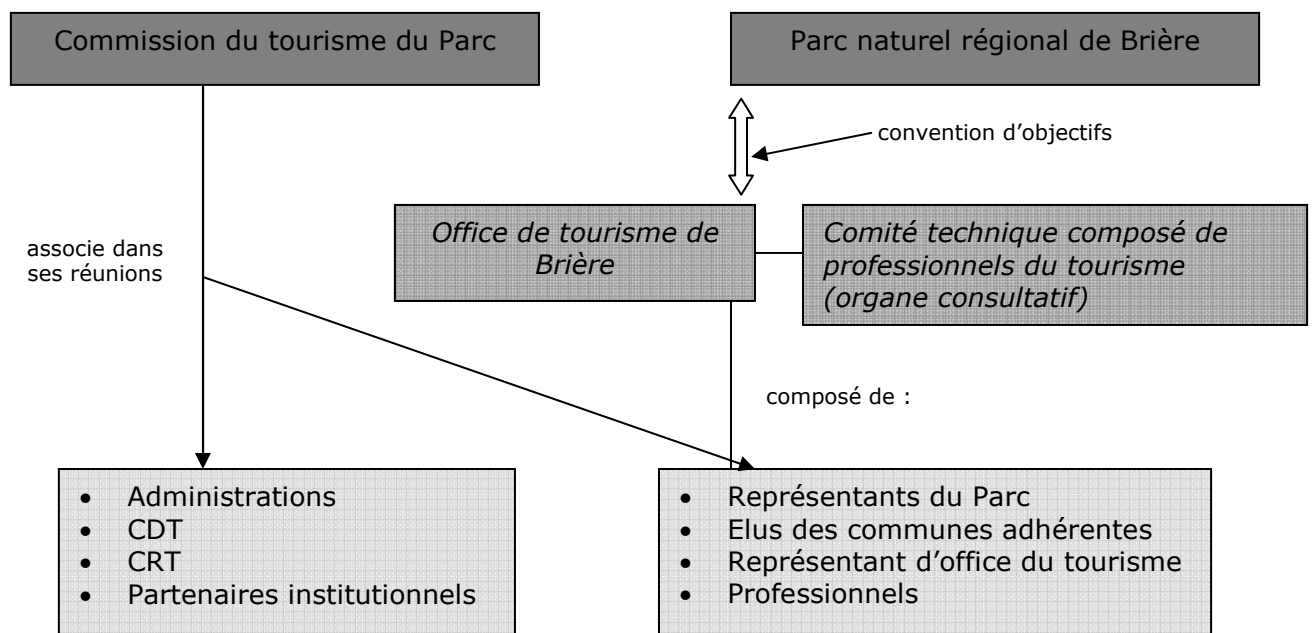 Commission du tourisme du Parc
Parc naturel régional de Brière
convention d'objectifs
Office de tourisme de
Brière
Comité technique composé de
professionnels du tourisme
(organe consultatif)
associe dans
ses réunions
composé de :
• Administrations
• CDT
• CRT
• Partenaires institutionnels
• Représentants du Parc
• Elus des communes adhérentes
• Représentant d'office du tourisme
• Professionnels